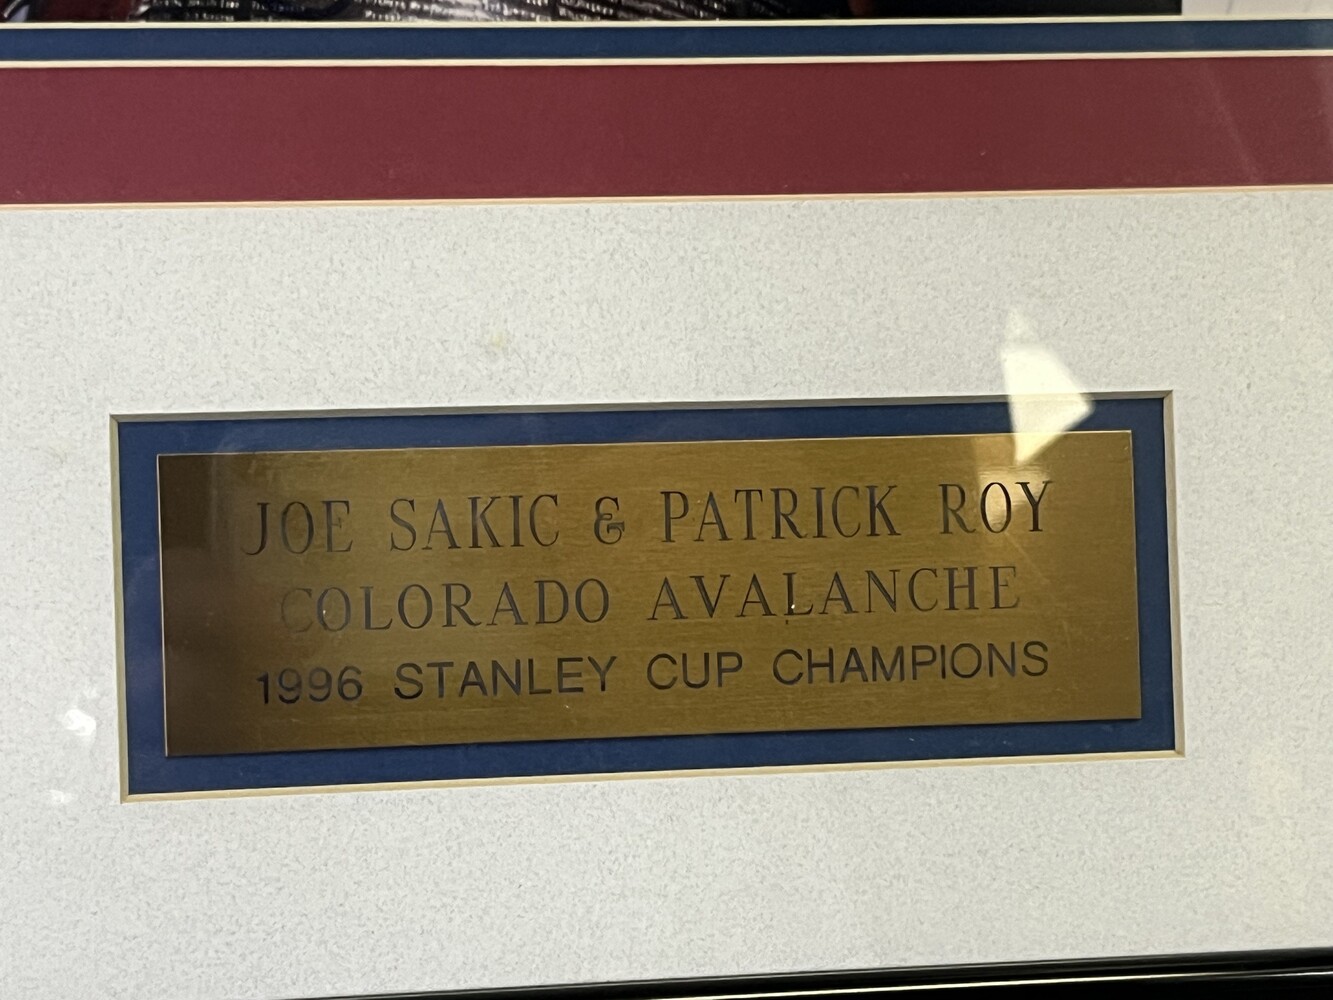 JOE SAKIC & PATRICK ROY
COLORADO AVALANCHE
1996 STANLEY CUP CHAMPIONS